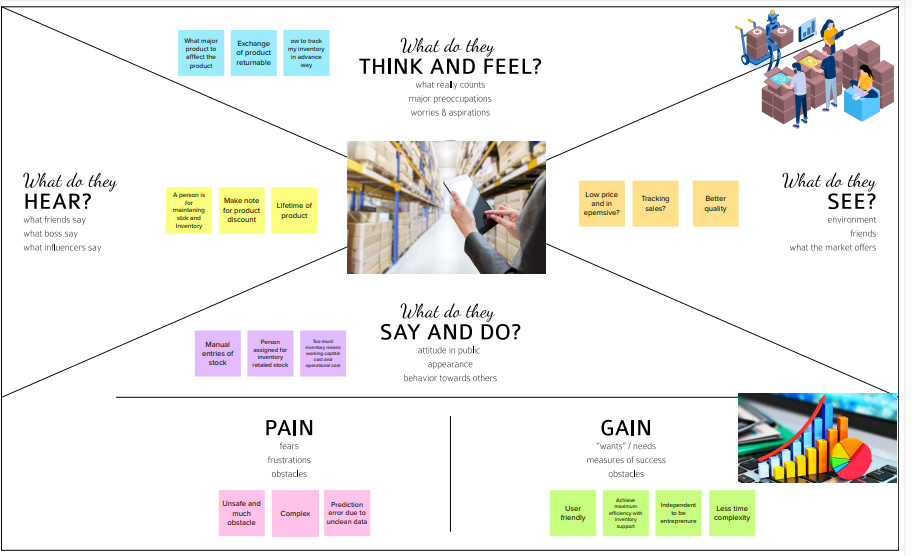 What major
product to
afffect the
product
Exchange
of product
returnable
ow to track
my inventory
in advance
way
What do they
THINK AND FEEL?
what really counts
major preoccupations
worries & aspirations
What do they
HEAR?
what friends say
what boss say
what influencers say
A person is
for
maintening
stck and
Inventory
Make note
for product
discount
Lifetime of
product
Low price
and in
epemsive?
Tracking
sales?
Better
quality
What do they
SEE?
environment
friends
what the market offers
What do they
SAY AND DO?
attitude in public
appearance
behavior towards others
Manual
entries of
stock
Person
assigned for
inventory
retaled stock
Too much
inventory means
working captital
cost and
operational cost
PAIN
fears
frustrations
obstacles
Unsafe and
much
obstacle
Complex
Prediction
error due to
unclean data
GAIN
"wants" / needs
measures of success
obstacles
User
friendly
Achieve
maximum
efficiency with
inventory
support
Independent
to be
entreprenure
Less time
complexity